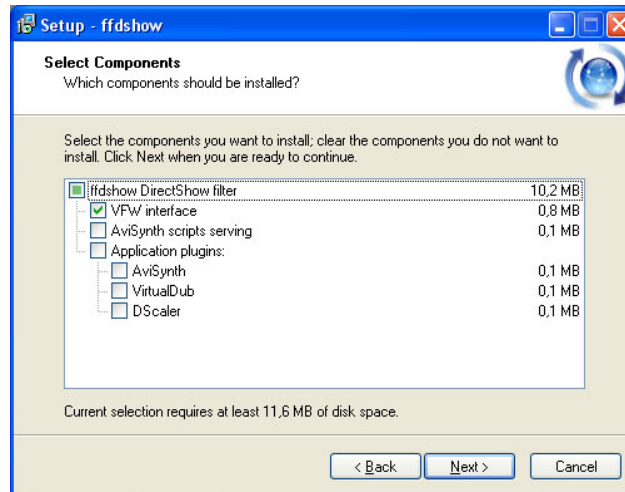 Setup - ffdshow
Select Components
Which components should be installed?
Select the components you want to install; clear the components you do not want to
install. Click Next when you are ready to continue.
ffdshow DirectShow filter 10,2 MB
VFW interface 0,8 MB
AviSynth scripts serving 0,1 MB
Application plugins:
AviSynth 0,1 MB
VirtualDub 0,1 MB
DScaler 0,1 MB
Current selection requires at least 11,6 MB of disk space.
< Back Next > Cancel